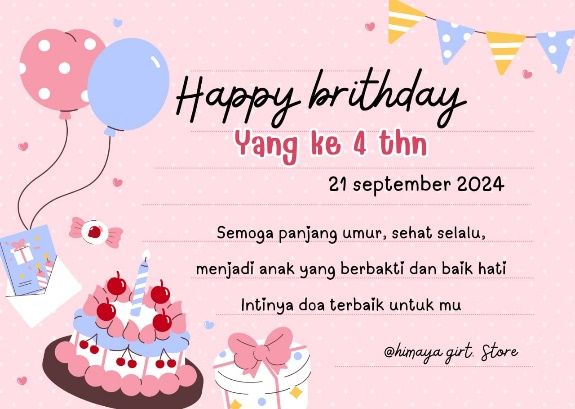 Happy brithday
Yang ke 4 thn
21 september 2024
Semoga panjang umur, sehat selalu,
menjadi anak yang berbakti dan baik hati
Intinya doa terbaik untuk mu
@himaya girt. Store